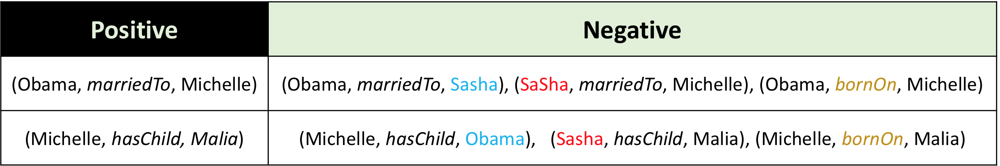 Positive
Negative
(Obama, marriedTo, Michelle)
(Obama, marriedTo, Sasha), (SaSha, marriedTo, Michelle), (Obama, bornOn, Michelle)
(Michelle, hasChild, Malia)
(Michelle, hasChild, Obama), (Sasha, hasChild, Malia), (Michelle, bornOn, Malia)